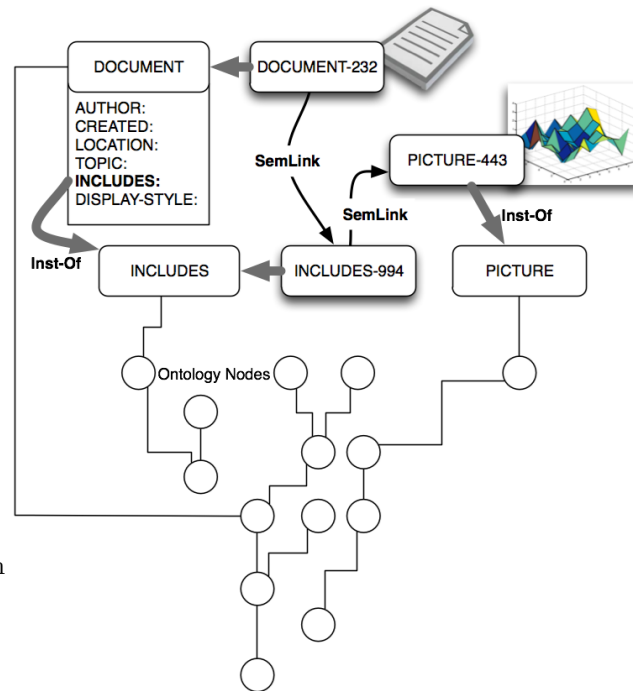 DOCUMENT
DOCUMENT-232
AUTHOR:
CREATED:
LOCATION:
TOPIC:
INCLUDES:
DISPLAY-STYLE:
SemLink
PICTURE-443
SemLink
Inst-Of
Inst-Of
INCLUDES
INCLUDES-994
PICTURE
Ontology Nodes
n